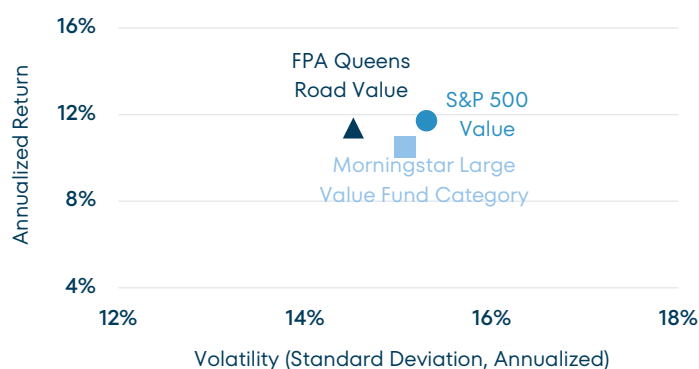 16%
FPA Queens
Road Value
S&P 500
Value
12%
Morningstar Large
Value Fund Category
8%
4%
Annualized Return
12%
14%
16%
18%
Volatility (Standard Deviation, Annualized)